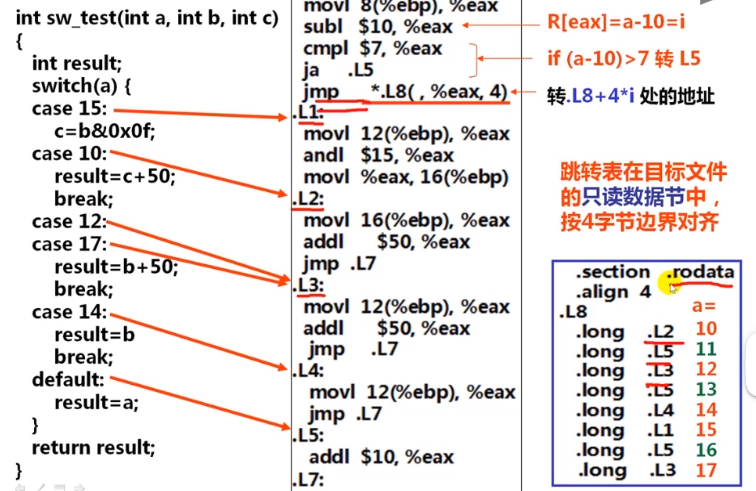 int sw_test(int a, int b, int c)
{
int result;
switch(a) {
case 15:
c=b&0x0f;
case 10:
result=c+50;
break;
case 12:
case 17:
result=b+50;
break;
case 14:
result=b
break;
default:
result=a;
}
return result;
}
movl 8(%ebp), %eax
subl $10, %eax
cmpl $7, %eax
ja .L5
jmp *.L8( , %eax, 4)
.L1:
movl 12(%ebp), %eax
andl $15, %eax
movl %eax, 16(%ebp)
.L2:
movl 16(%ebp), %eax
addl $50, %eax
jmp .L7
.L3:
movl 12(%ebp), %eax
addl $50, %eax
jmp .L7
.L4:
movl 12(%ebp), %eax
jmp .L7
.L5:
addl $10, %eax
.L7:
R[eax]=a-10=i
if (a-10)>7 转 L5
转.L8+4*i 处的地址
跳转表在目标文件
的只读数据节中，
按4字节边界对齐
.section .rodata
.align 4
a=
.L8
.long .L2 10
.long .L5 11
.long .L3 12
.long .L5 13
.long .L4 14
.long .L1 15
.long .L5 16
.long .L3 17